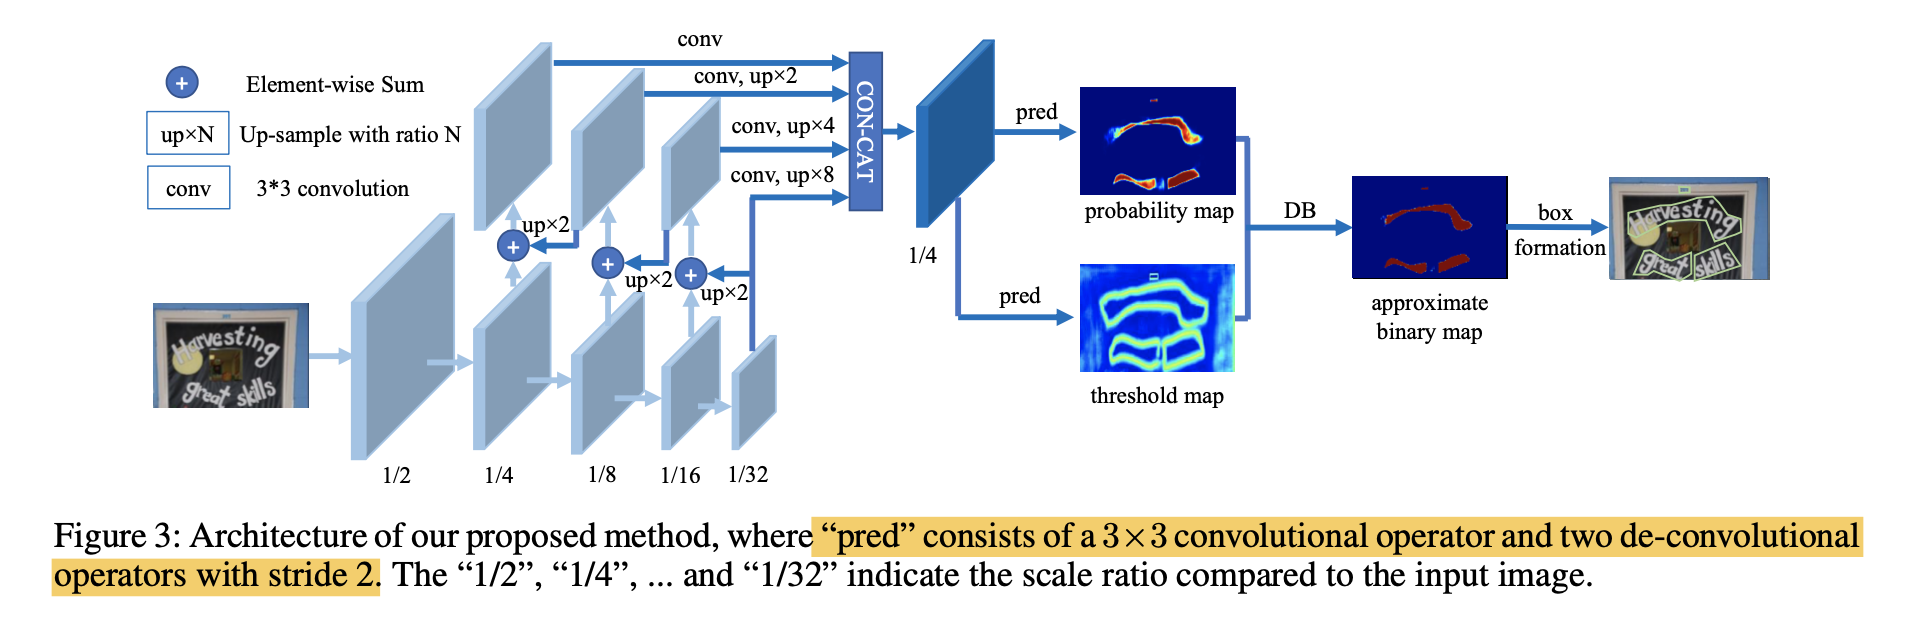 conv
conv, up×2
conv, up×4
conv, up×8
+ Element-wise Sum
up×N Up-sample with ratio N
conv 3*3 convolution
CON-CAT
up×2
up×2
up×2
+
+
+
1/2
1/4
1/8
1/16
1/32
1/4
pred
pred
probability map
threshold map
DB
approximate
binary map
box
formation
Harvesting
great skills
Harvesting
great skills
Figure 3: Architecture of our proposed method, where “pred” consists of a 3×3 convolutional operator and two de-convolutional
operators with stride 2. The “1/2”, “1/4”, ... and “1/32” indicate the scale ratio compared to the input image.